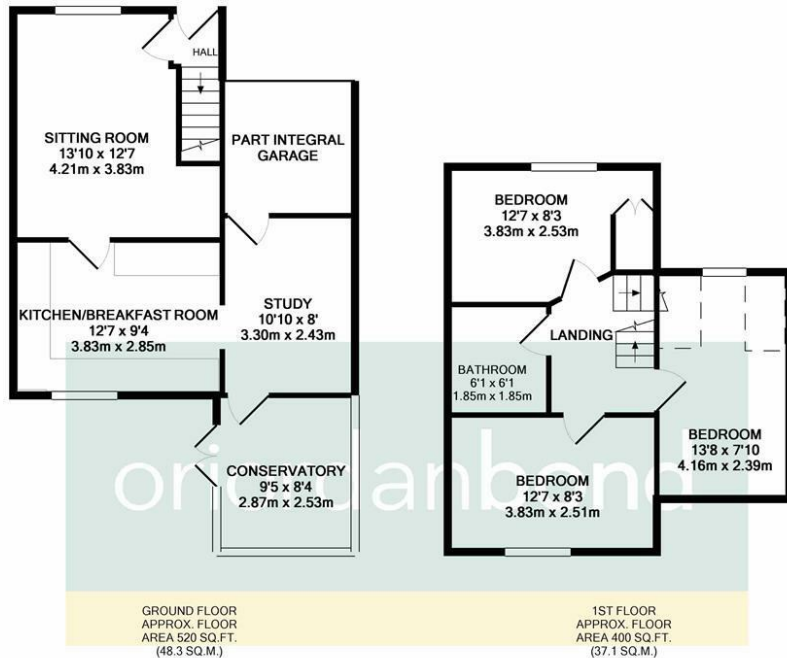 HALL
SITTING ROOM
13'10 x 12'7
4.21m x 3.83m
PART INTEGRAL
GARAGE
KITCHEN/BREAKFAST ROOM
12'7 x 9'4
3.83m x 2.85m
STUDY
10'10 x 8'
3.30m x 2.43m
CONSERVATORY
9'5 x 8'4
2.87m x 2.53m
BEDROOM
12'7 x 8'3
3.83m x 2.53m
LANDING
BATHROOM
6'1 x 6'1
1.85m x 1.85m
BEDROOM
13'8 x 7'10
4.16m x 2.39m
BEDROOM
12'7 x 8'3
3.83m x 2.51m
oriordanbond
GROUND FLOOR
APPROX. FLOOR
AREA 520 SQ.FT.
(48.3 SQ.M.)
1ST FLOOR
APPROX. FLOOR
AREA 400 SQ.FT.
(37.1 SQ.M.)